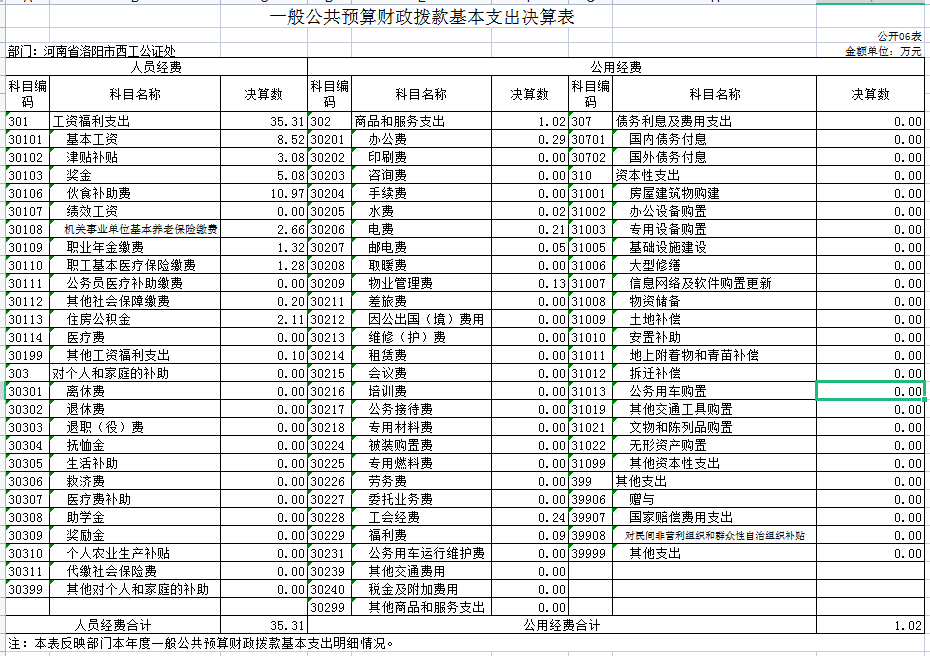 一般公共预算财政拨款基本支出决算表
公开06表
部门：河南省洛阳市西工公证处 金额单位：万元
人员经费 公用经费
科目编码 科目名称 决算数 科目编码 科目名称 决算数 科目编码 科目名称 决算数
301 工资福利支出 35.31 302 商品和服务支出 1.02 307 债务利息及费用支出 0.00
30101 基本工资 8.52 30201 办公费 0.29 30701 国内债务付息 0.00
30102 津贴补贴 3.08 30202 印刷费 0.00 30702 国外债务付息 0.00
30103 奖金 5.08 30203 咨询费 0.00 310 资本性支出 0.00
30106 伙食补助费 10.97 30204 手续费 0.00 31001 房屋建筑物购建 0.00
30107 绩效工资 0.00 30205 水费 0.02 31002 办公设备购置 0.00
30108 机关事业单位基本养老保险缴费 2.66 30206 电费 0.21 31003 专用设备购置 0.00
30109 职业年金缴费 1.32 30207 邮电费 0.05 31005 基础设施建设 0.00
30110 职工基本医疗保险缴费 1.28 30208 取暖费 0.00 31006 大型修缮 0.00
30111 公务员医疗补助缴费 0.00 30209 物业管理费 0.13 31007 信息网络及软件购置更新 0.00
30112 其他社会保障缴费 0.20 30211 差旅费 0.00 31008 物资储备 0.00
30113 住房公积金 2.11 30212 因公出国（境）费用 0.00 31009 土地补偿 0.00
30114 医疗费 0.00 30213 维修（护）费 0.00 31010 安置补助 0.00
30199 其他工资福利支出 0.10 30214 租赁费 0.00 31011 地上附着物和青苗补偿 0.00
303 对个人和家庭的补助 0.00 30215 会议费 0.00 31012 拆迁补偿 0.00
30301 离休费 0.00 30216 培训费 0.00 31013 公务用车购置 0.00
30302 退休费 0.00 30217 公务接待费 0.00 31019 其他交通工具购置 0.00
30303 退职（役）费 0.00 30218 专用材料费 0.00 31021 文物和陈列品购置 0.00
30304 抚恤金 0.00 30224 被装购置费 0.00 31022 无形资产购置 0.00
30305 生活补助 0.00 30225 专用燃料费 0.00 31099 其他资本性支出 0.00
30306 救济费 0.00 30226 劳务费 0.00 399 其他支出 0.00
30307 医疗费补助 0.00 30227 委托业务费 0.00 39906 赠与 0.00
30308 助学金 0.00 30228 工会经费 0.24 39907 国家赔偿费用支出 0.00
30309 奖励金 0.00 30229 福利费 0.09 39908 对民间非营利组织和群众性自治组织补贴 0.00
30310 个人农业生产补贴 0.00 30231 公务用车运行维护费 0.00 39999 其他支出 0.00
30311 代缴社会保险费 0.00 30239 其他交通费用 0.00
30399 其他对个人和家庭的补助 0.00 30240 税金及附加费用 0.00
30299 其他商品和服务支出 0.00
人员经费合计 35.31 公用经费合计 1.02
注：本表反映部门本年度一般公共预算财政拨款基本支出明细情况。